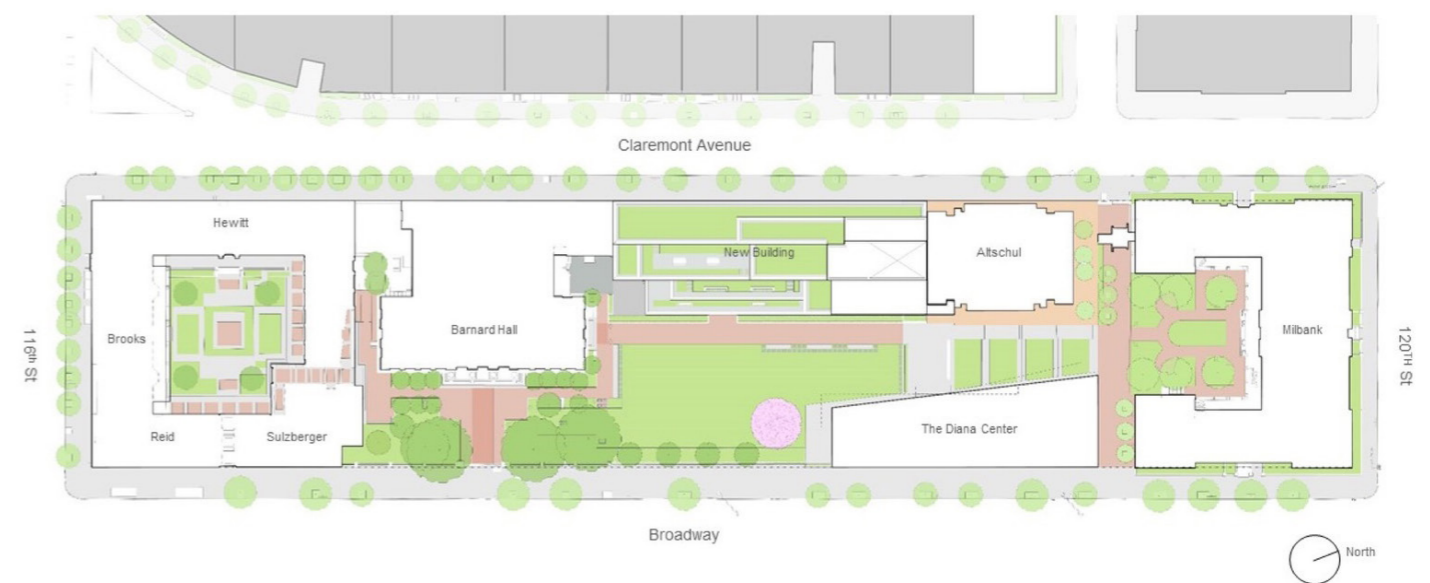 Claremont Avenue
Hewitt
New Building
Altschul
Brooks
Barnard Hall
Milbank
116th St
120TH St
Reid
Sulzberger
The Diana Center
Broadway
North